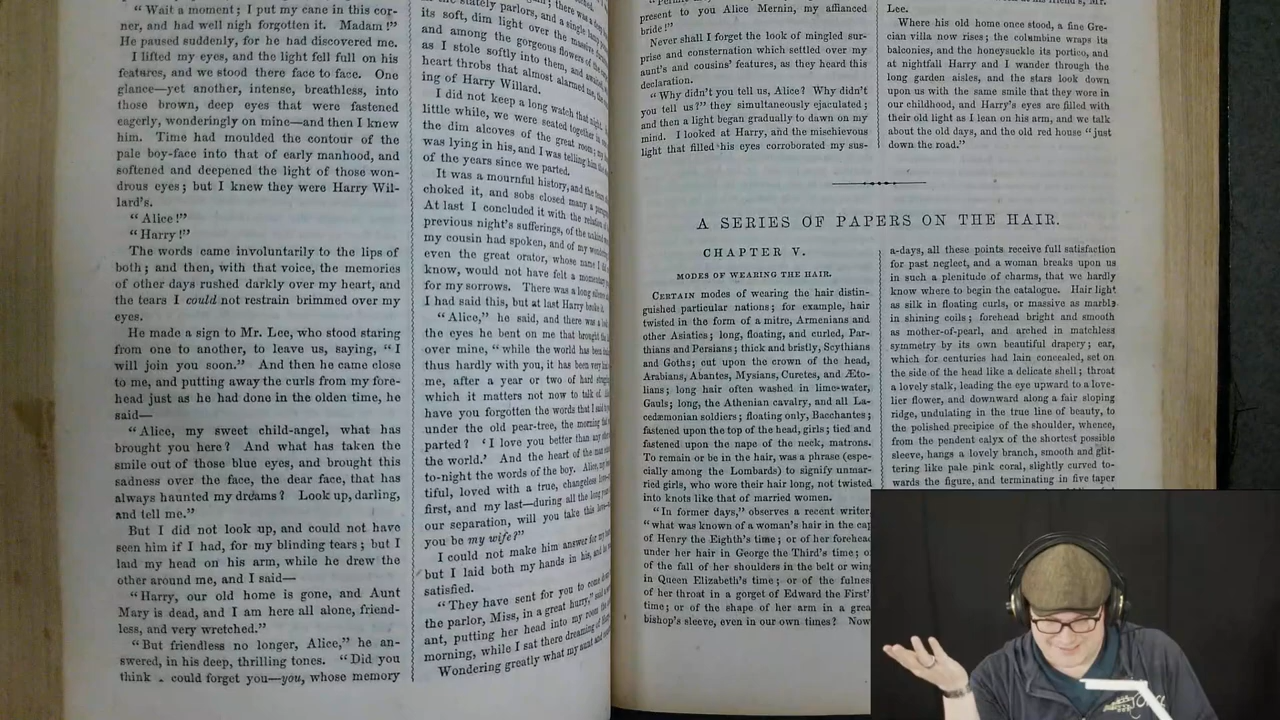 "Wait a moment; I put my cane in this cor-
ner, and had well nigh forgotten it. Madam!"
He paused suddenly, for he had discovered me.
I lifted my eyes, and the light fell full on his
features, and we stood there face to face. One
glance—yet another, intense, breathless, into
those brown, deep eyes that were fastened
eagerly, wonderingly on mine—and then I knew
him. Time had moulded the contour of the
pale boy-face into that of early manhood, and
softened and deepened the light of those won-
drous eyes; but I knew they were Harry Wil-
lard's.
"Alice!"
"Harry!"
The words came involuntarily to the lips of
both; and then, with that voice, the memories
of other days rushed darkly over my heart, and
the tears I could not restrain brimmed over my
eyes.
He made a sign to Mr. Lee, who stood staring
from one to another, to leave us, saying, "I
will join you soon." And then he came close
to me, and putting away the curls from my fore-
head just as he had done in the olden time, he
said—
"Alice, my sweet child-angel, what has
brought you here? And what has taken the
smile out of those blue eyes, and brought this
sadness over the face, the dear face, that has
always haunted my dreams? Look up, darling,
and tell me."
But I did not look up, and could not have
seen him if I had, for my blinding tears; but I
laid my head on his arm, while he drew the
other around me, and I said—
"Harry, our old home is gone, and Aunt
Mary is dead, and I am here all alone, friend-
less, and very wretched."
"But friendless no longer, Alice," he an-
swered, in his deep, thrilling tones. "Did you
think could forget you—you, whose memory
stately parlors, and a single
its soft, dim light over the massive
and among the gorgeous flowers of the
as I stole softly into them, and
heart throbs that almost alarmed me, the
ing of Harry Willard.
I did not keep a long watch that night.
little while, we were seated together in
the dim alcoves of the great room; my
was lying in his, and I was telling him
of the years since we parted.
It was a mournful history, and the
choked it, and sobs closed many a
At last I concluded it with the relation of
previous night's sufferings, of the unkind
my cousin had spoken, and of my
even the great orator, whose name I did
know, would not have felt a momentary
for my sorrows. There was a long silence
I had said this, but at last Harry broke it.
"Alice," he said, and there was a
the eyes he bent on me that brought
over mine, "while the world has been
thus hardly with you, it has been very
me, after a year or two of hard
which it matters not now to talk of.
have you forgotten the words that I said
under the old pear-tree, the morning
parted? 'I love you better than any
the world.' And the heart of the man
to-night the words of the boy. Alice,
tiful, loved with a true, changeless
first, and my last—during all the long
our separation, will you take this
you be my wife?"
I could not make him answer for my
but I laid both my hands in his, and
satisfied.
"They have sent for you to come
the parlor, Miss, in a great hurry," said
ant, putting her head into my room
morning, while I sat there dreaming of
Wondering greatly what my aunt and
present to you Alice Mernin, my affianced
bride!"
Never shall I forget the look of mingled sur-
prise and consternation which settled over my
aunt's and cousins' features, as they heard this
declaration.
"Why didn't you tell us, Alice? Why didn't
you tell us?" they simultaneously ejaculated;
and then a light began gradually to dawn on my
mind. I looked at Harry, and the mischievous
light that filled his eyes corroborated my sus-
Lee.
Where his old home once stood, a fine Gre-
cian villa now rises; the columbine wraps its
balconies, and the honeysuckle its portico, and
at nightfall Harry and I wander through the
long garden aisles, and the stars look down
upon us with the same smile that they wore in
our childhood, and Harry's eyes are filled with
their old light as I lean on his arm, and we talk
about the old days, and the old red house "just
down the road."
A SERIES OF PAPERS ON THE HAIR.
CHAPTER V.
MODES OF WEARING THE HAIR.
CERTAIN modes of wearing the hair distin-
guished particular nations; for example, hair
twisted in the form of a mitre, Armenians and
other Asiatics; long, floating, and curled, Par-
thians and Persians; thick and bristly, Scythians
and Goths; cut upon the crown of the head,
Arabians, Abantes, Mysians, Curetes, and Æto-
lians; long hair often washed in lime-water,
Gauls; long, the Athenian cavalry, and all La-
cedæmonian soldiers; floating only, Bacchantes;
fastened upon the top of the head, girls; tied and
fastened upon the nape of the neck, matrons.
To remain or be in the hair, was a phrase (espe-
cially among the Lombards) to signify unmar-
ried girls, who wore their hair long, not twisted
into knots like that of married women.
"In former days," observes a recent writer,
"what was known of a woman's hair in the cap
of Henry the Eighth's time; or of her forehea
under her hair in George the Third's time; o
of the fall of her shoulders in the belt or win
in Queen Elizabeth's time; or of the fulnes
of her throat in a gorget of Edward the First'
time; or of the shape of her arm in a grea
bishop's sleeve, even in our own times? Now
a-days, all these points receive full satisfaction
for past neglect, and a woman breaks upon us
in such a plenitude of charms, that we hardly
know where to begin the catalogue. Hair light
as silk in floating curls, or massive as marble
in shining coils; forehead bright and smooth
as mother-of-pearl, and arched in matchless
symmetry by its own beautiful drapery; ear,
which for centuries had lain concealed, set on
the side of the head like a delicate shell; throat
a lovely stalk, leading the eye upward to a love-
lier flower, and downward along a fair sloping
ridge, undulating in the true line of beauty, to
the polished precipice of the shoulder, whence,
from the pendent calyx of the shortest possible
sleeve, hangs a lovely branch, smooth and glit-
tering like pale pink coral, slightly curved to-
wards the figure, and terminating in five taper